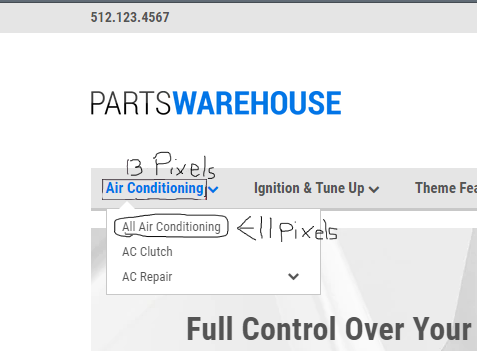 512.123.4567
PARTSWAREHOUSE
13 Pixels
Air Conditioning Ignition & Tune Up Theme Fea
All Air Conditioning <11 Pixels
AC Clutch
AC Repair
Full Control Over Your